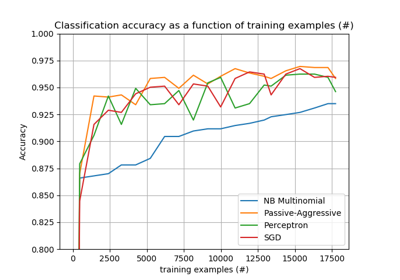 Classification accuracy as a function of training examples (#)
1.000
0.975
0.950
0.925
0.900
0.875
0.850
0.825
0.800
Accuracy
NB Multinomial
Passive-Aggressive
Perceptron
SGD
0 2500 5000 7500 10000 12500 15000 17500
training examples (#)